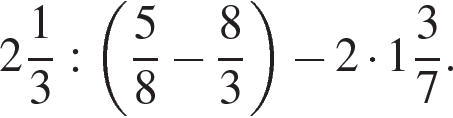 2 1/3 : (5/8 − 8/3) − 2 · 1 3/7.